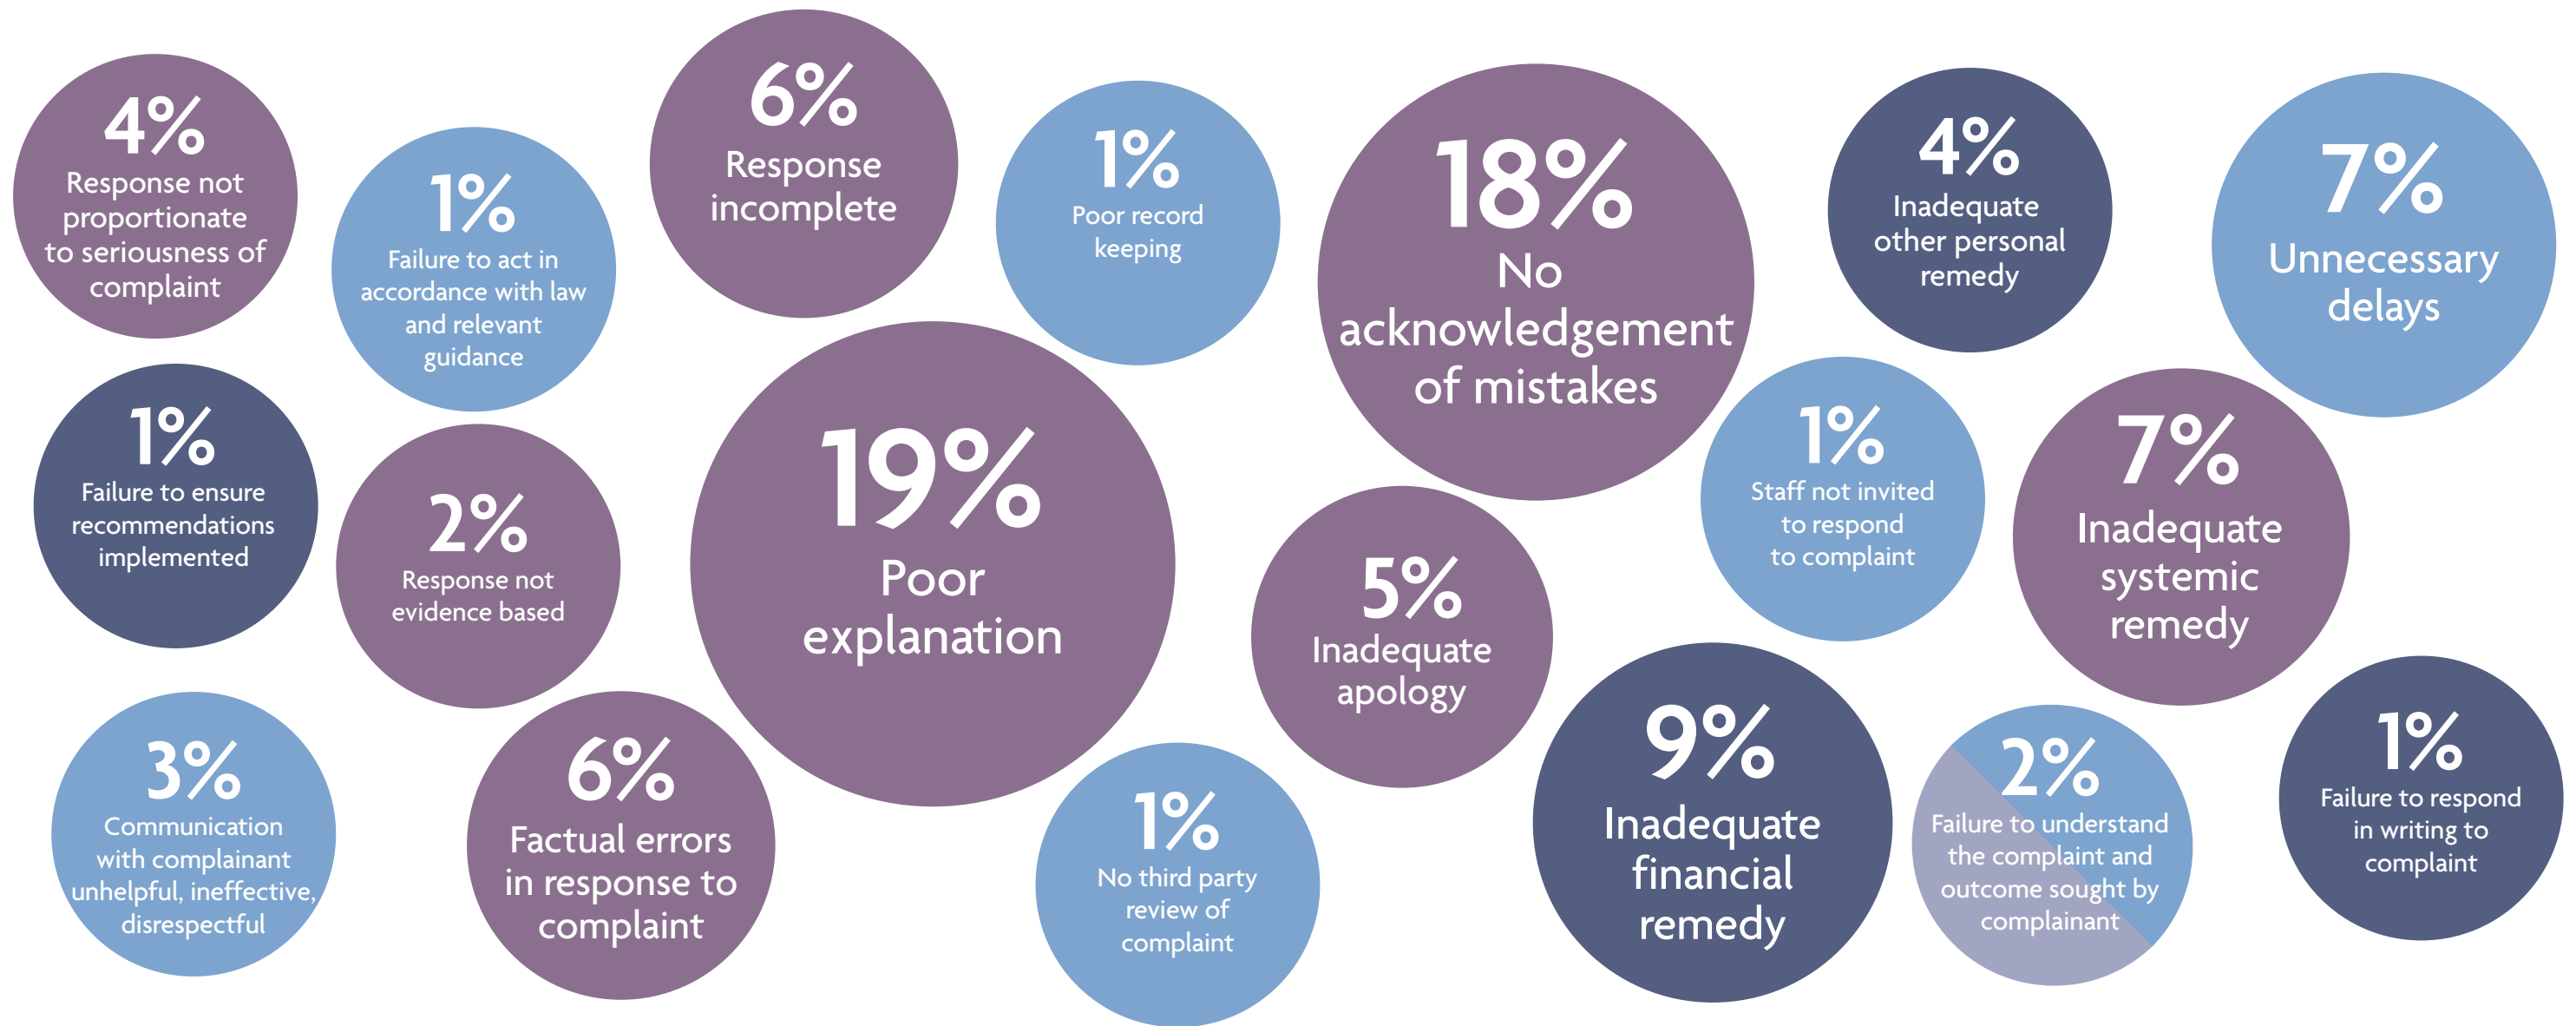 4%
Response not
proportionate
to seriousness of
complaint
1%
Failure to act in
accordance with law
and relevant
guidance
6%
Response
incomplete
1%
Poor record
keeping
18%
No
acknowledgement
of mistakes
4%
Inadequate
other personal
remedy
7%
Unnecessary
delays
1%
Failure to ensure
recommendations
implemented
2%
Response not
evidence based
19%
Poor
explanation
5%
Inadequate
apology
1%
Staff not invited
to respond
to complaint
7%
Inadequate
systemic
remedy
3%
Communication
with complainant
unhelpful, ineffective,
disrespectful
6%
Factual errors
in response to
complaint
1%
No third party
review of
complaint
9%
Inadequate
financial
remedy
2%
Failure to understand
the complaint and
outcome sought by
complainant
1%
Failure to respond
in writing to
complaint